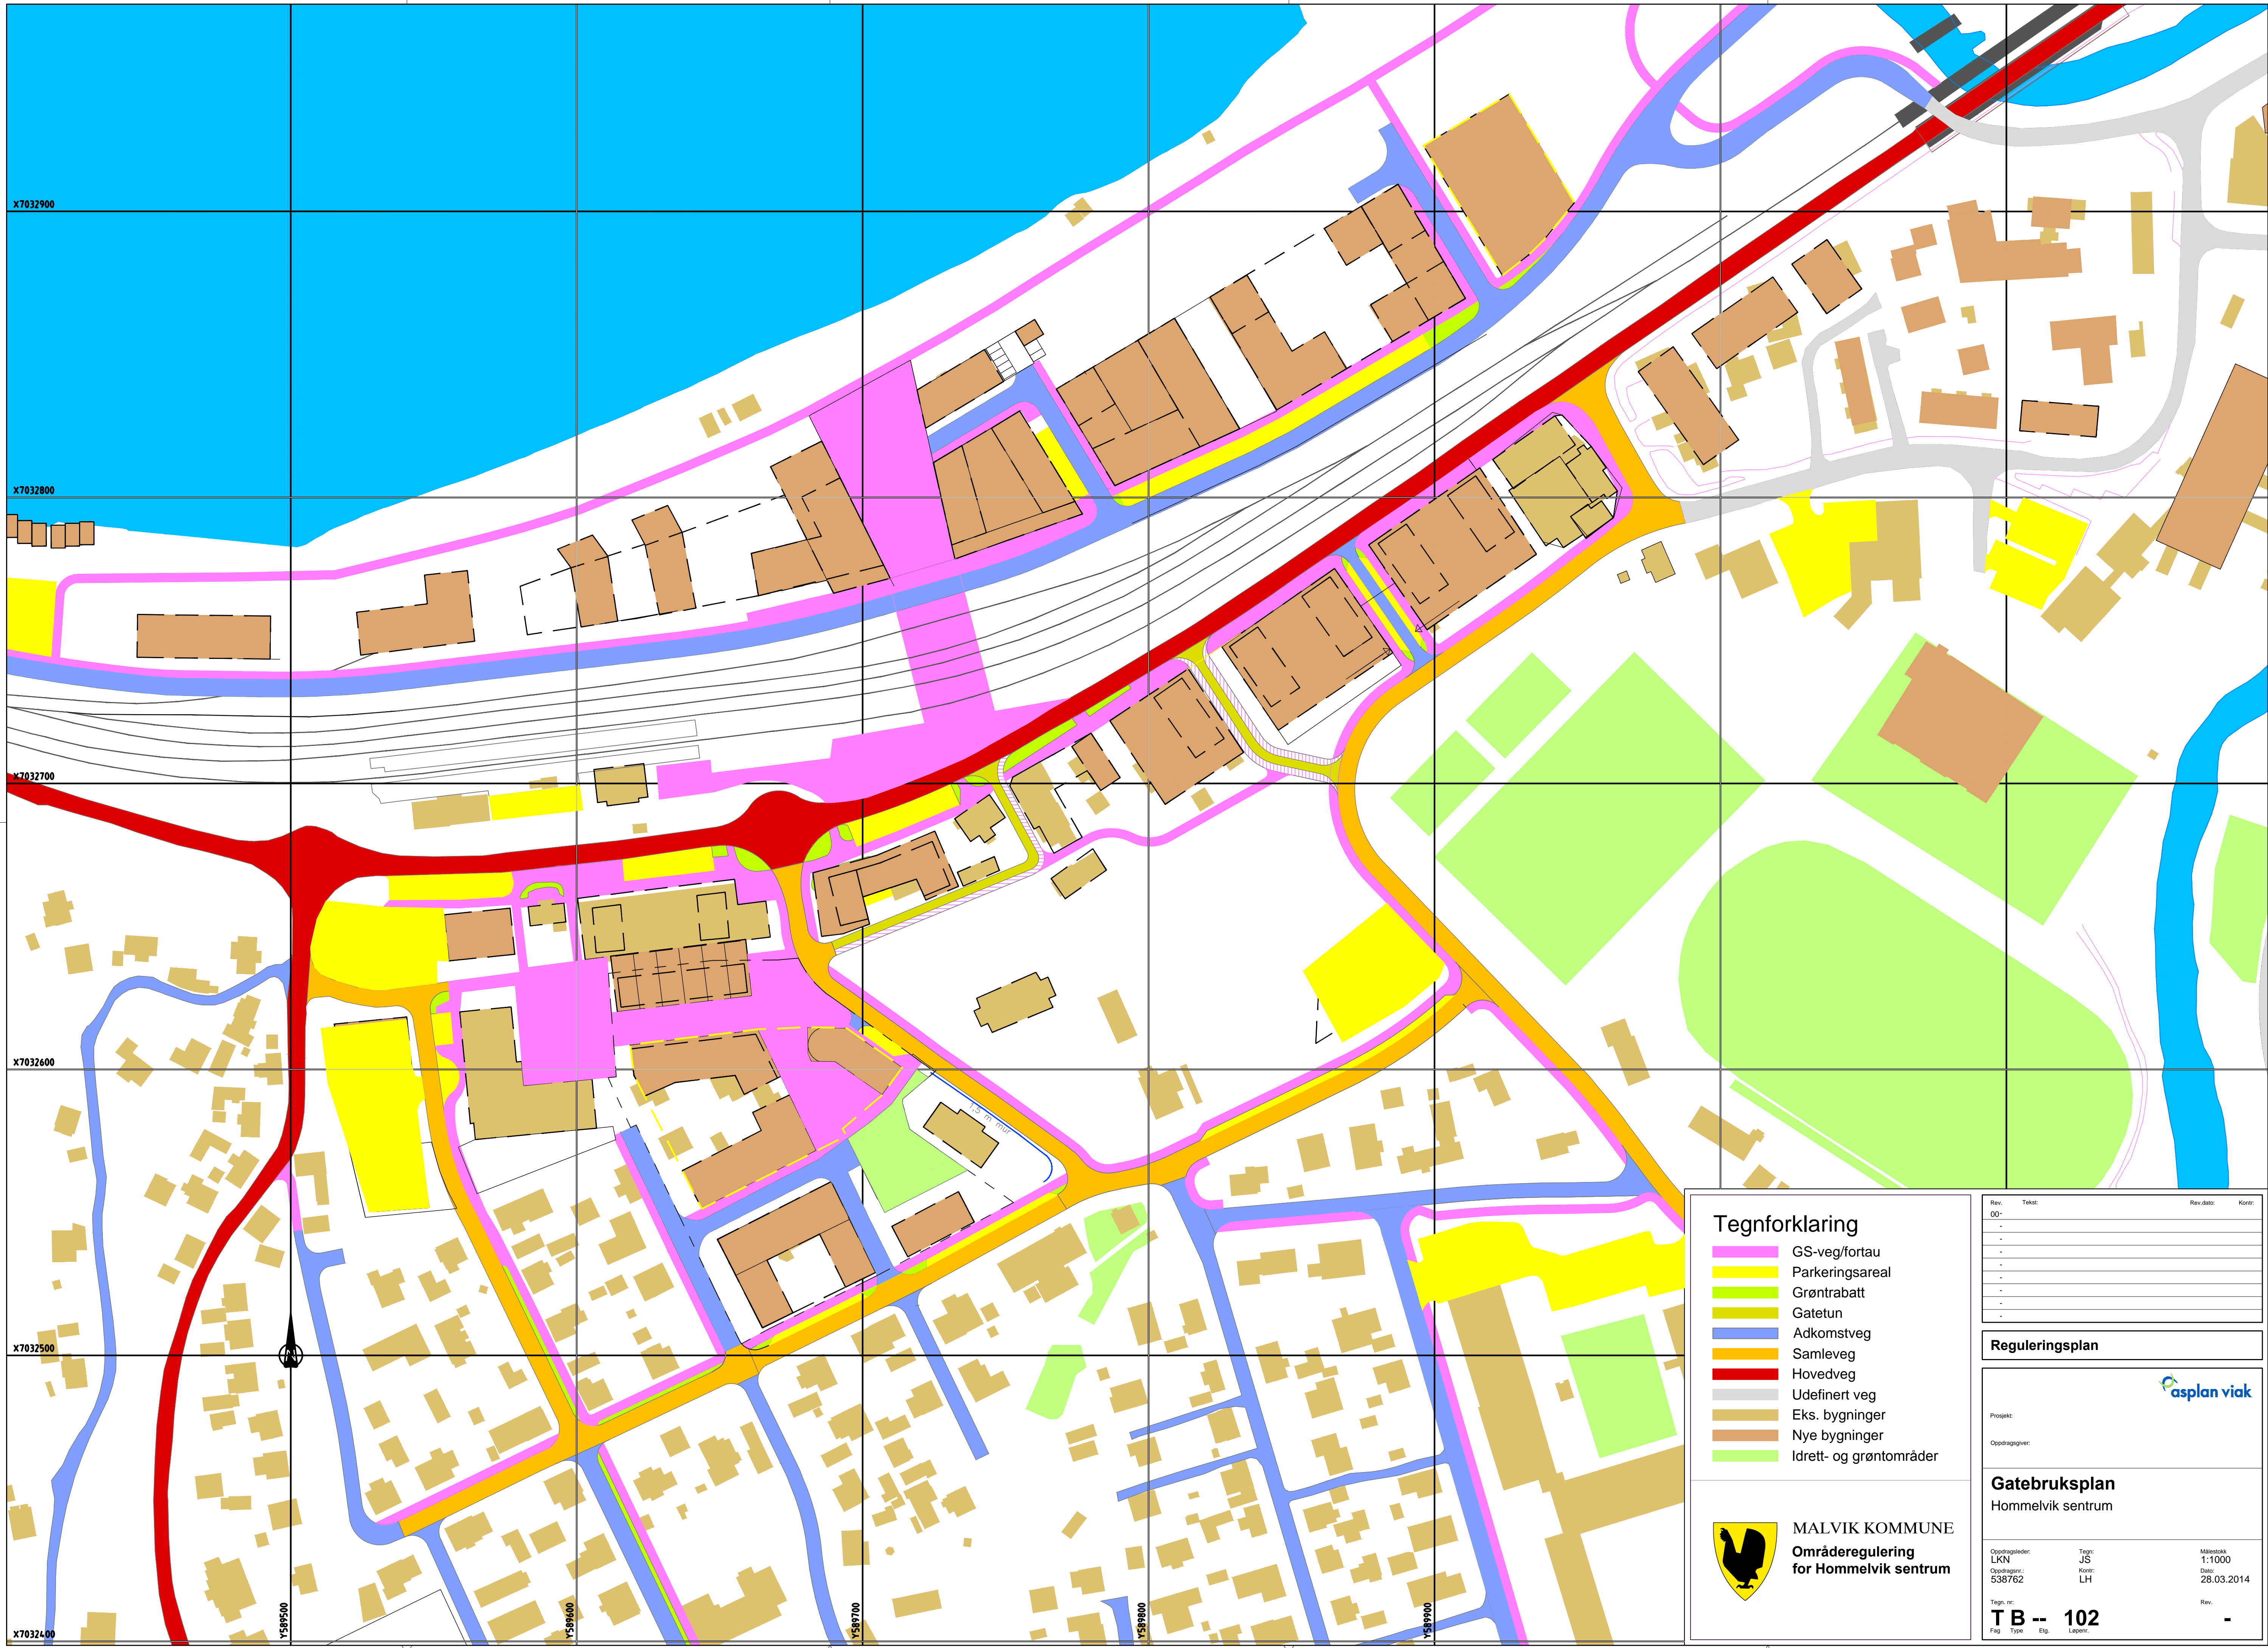 X7032900
X7032800
X7032700
X7032600
X7032500
X7032400
Y589500
Y589600
Y589700
Y589800
Y589900
1,5 m mur
Tegnforklaring
GS-veg/fortau
Parkeringsareal
Grøntrabatt
Gatetun
Adkomstveg
Samleveg
Hovedveg
Udefinert veg
Eks. bygninger
Nye bygninger
Idrett- og grøntområder
MALVIK KOMMUNE
Områderegulering
for Hommelvik sentrum
Rev. Tekst: Rev.dato: Kontr:
00-
-
-
-
-
-
-
-
-
Reguleringsplan
asplan viak
Prosjekt:
Oppdragsgiver:
Gatebruksplan
Hommelvik sentrum
Oppdragsleder: Tegn: Målestokk
LKN JS 1:1000
Oppdragsnr.: Kontr: Dato:
538762 LH 28.03.2014
Tegn. nr: Rev.
T B -- 102 -
Fag Type Etg. Løpenr.